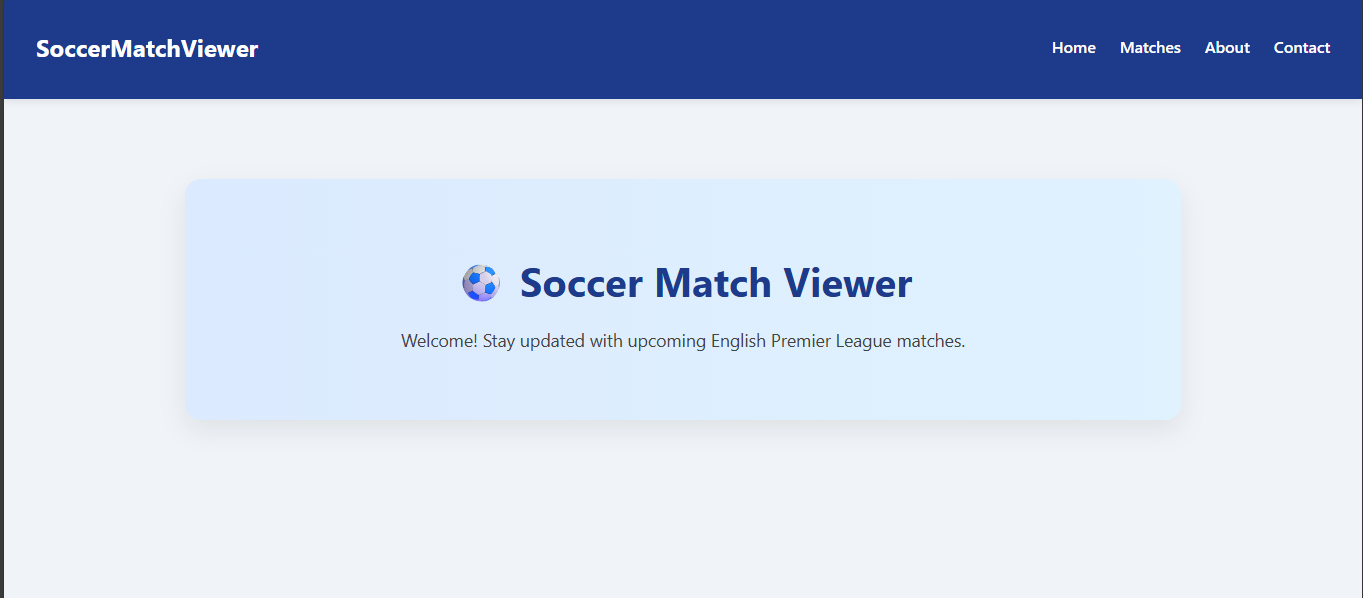 SoccerMatchViewer
Home Matches About Contact
⚽ Soccer Match Viewer
Welcome! Stay updated with upcoming English Premier League matches.